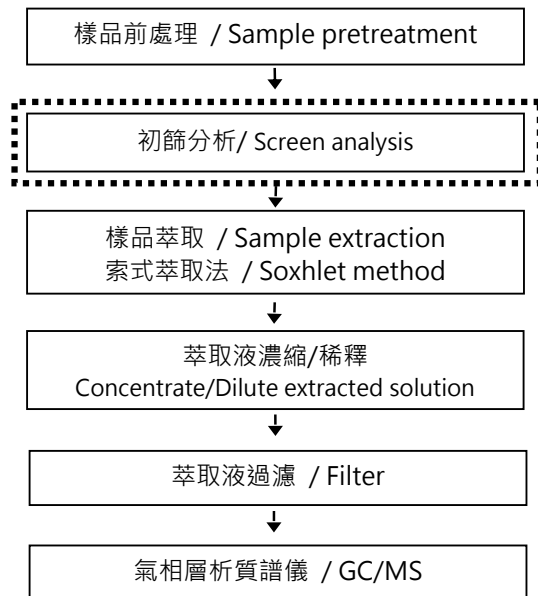 樣品前處理 / Sample pretreatment
初篩分析/ Screen analysis
樣品萃取 / Sample extraction
索式萃取法 / Soxhlet method
萃取液濃縮/稀釋
Concentrate/Dilute extracted solution
萃取液過濾 / Filter
氣相層析質譜儀 / GC/MS